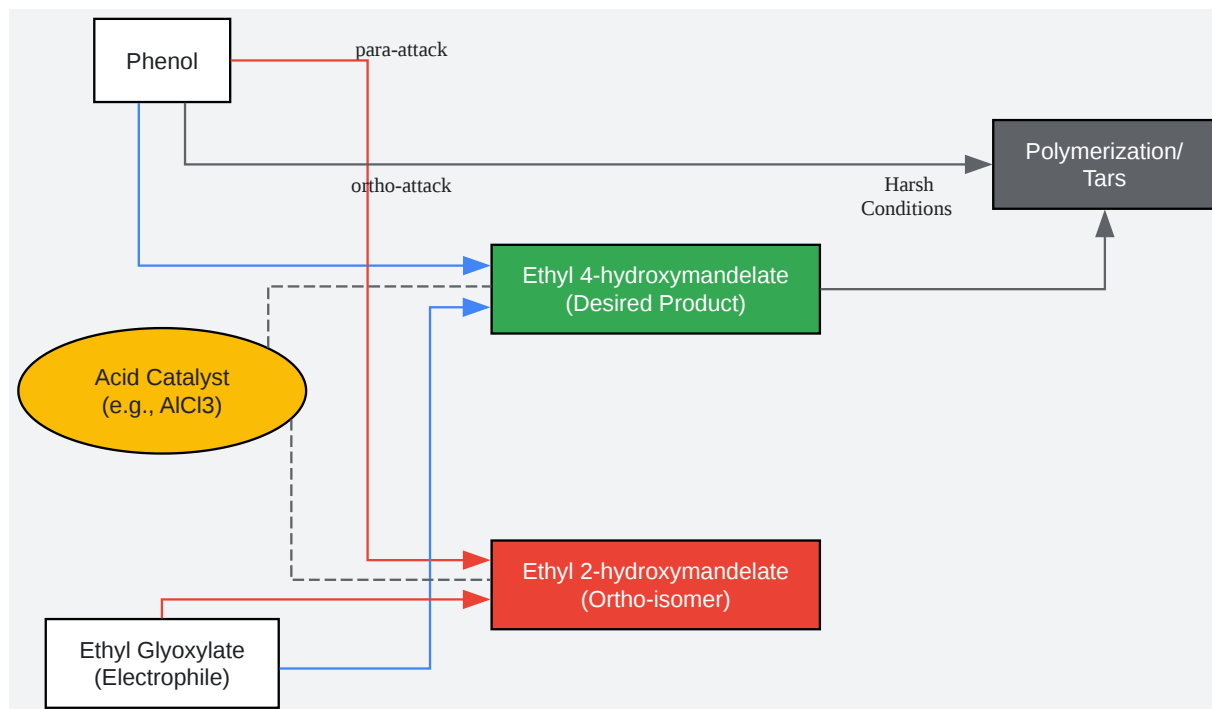 Phenol
para-attack
Polymerization/
Tars
ortho-attack
Harsh
Conditions
Ethyl 4-hydroxymandelate
(Desired Product)
Acid Catalyst
(e.g., AlCl3)
Ethyl 2-hydroxymandelate
(Ortho-isomer)
Ethyl Glyoxylate
(Electrophile)